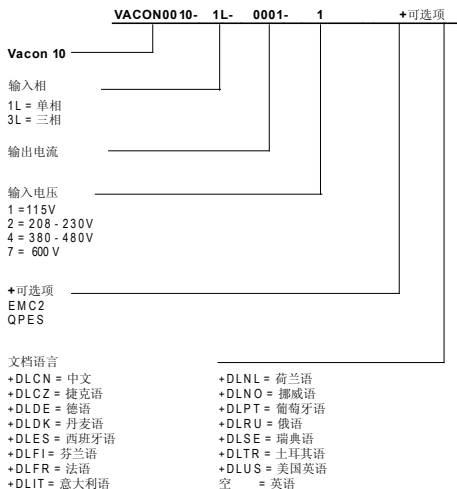 VACON0010- 1L- 0001- 1 +可选项
Vacon 10
输入相
1L = 单相
3L = 三相
输出电流
输入电压
1 =115V
2 = 208 - 230V
4 = 380 - 480V
7 = 600 V
+可选项
EMC2
QPES
文档语言
+DLCN = 中文
+DLCZ = 捷克语
+DLDE = 德语
+DLDK = 丹麦语
+DLES = 西班牙语
+DLFI = 芬兰语
+DLFR = 法语
+DLIT = 意大利语
+DLNL = 荷兰语
+DLNO = 挪威语
+DLPT = 葡萄牙语
+DLRU = 俄语
+DLSE = 瑞典语
+DLTR = 土耳其语
+DLUS = 美国英语
空 = 英语